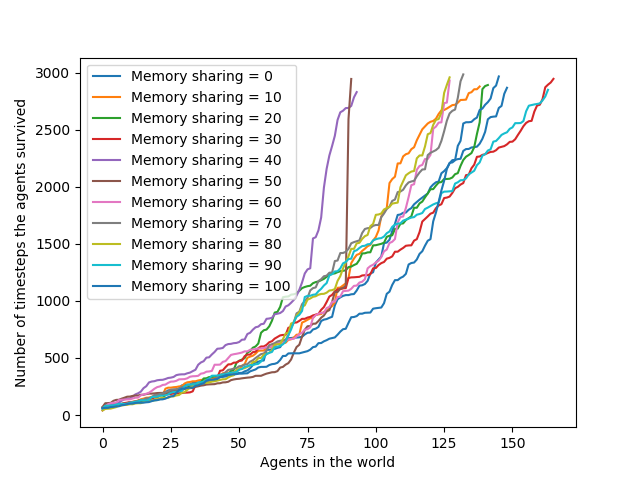 3000
2500
2000
1500
1000
500
0
Number of timesteps the agents survived
Memory sharing = 0
Memory sharing = 10
Memory sharing = 20
Memory sharing = 30
Memory sharing = 40
Memory sharing = 50
Memory sharing = 60
Memory sharing = 70
Memory sharing = 80
Memory sharing = 90
Memory sharing = 100
0 25 50 75 100 125 150
Agents in the world